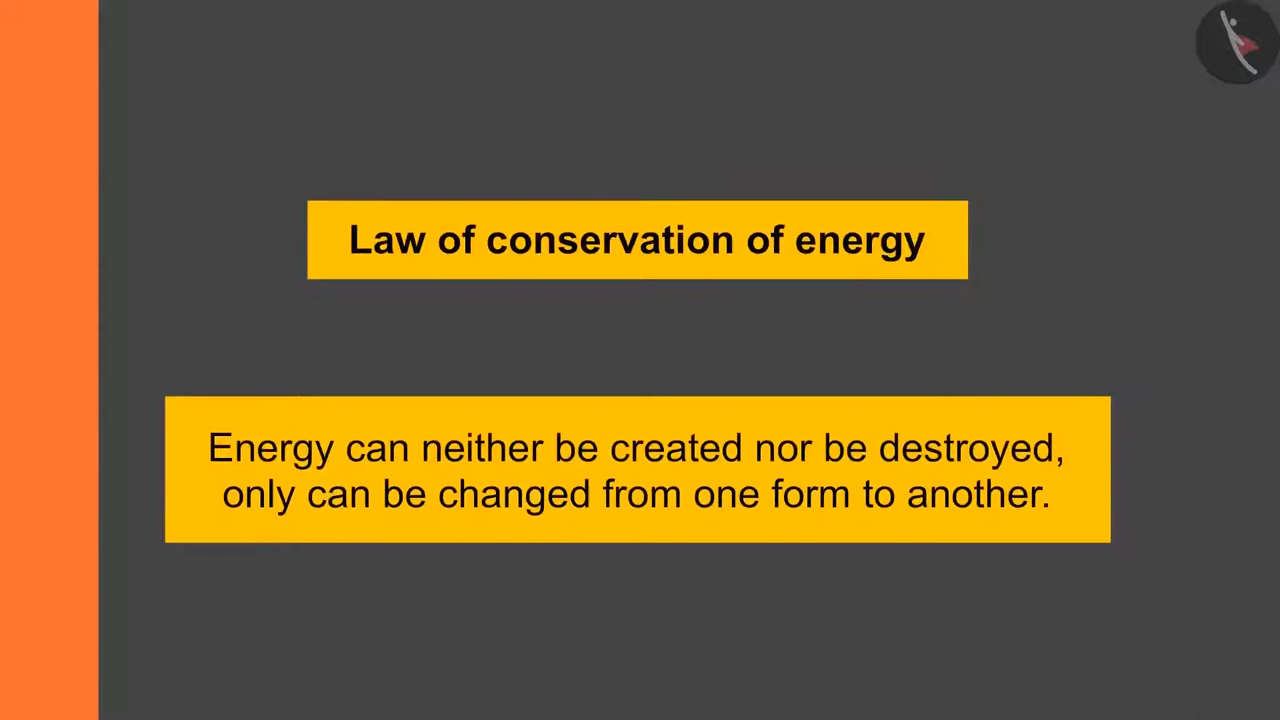 Law of conservation of energy
Energy can neither be created nor be destroyed,
only can be changed from one form to another.